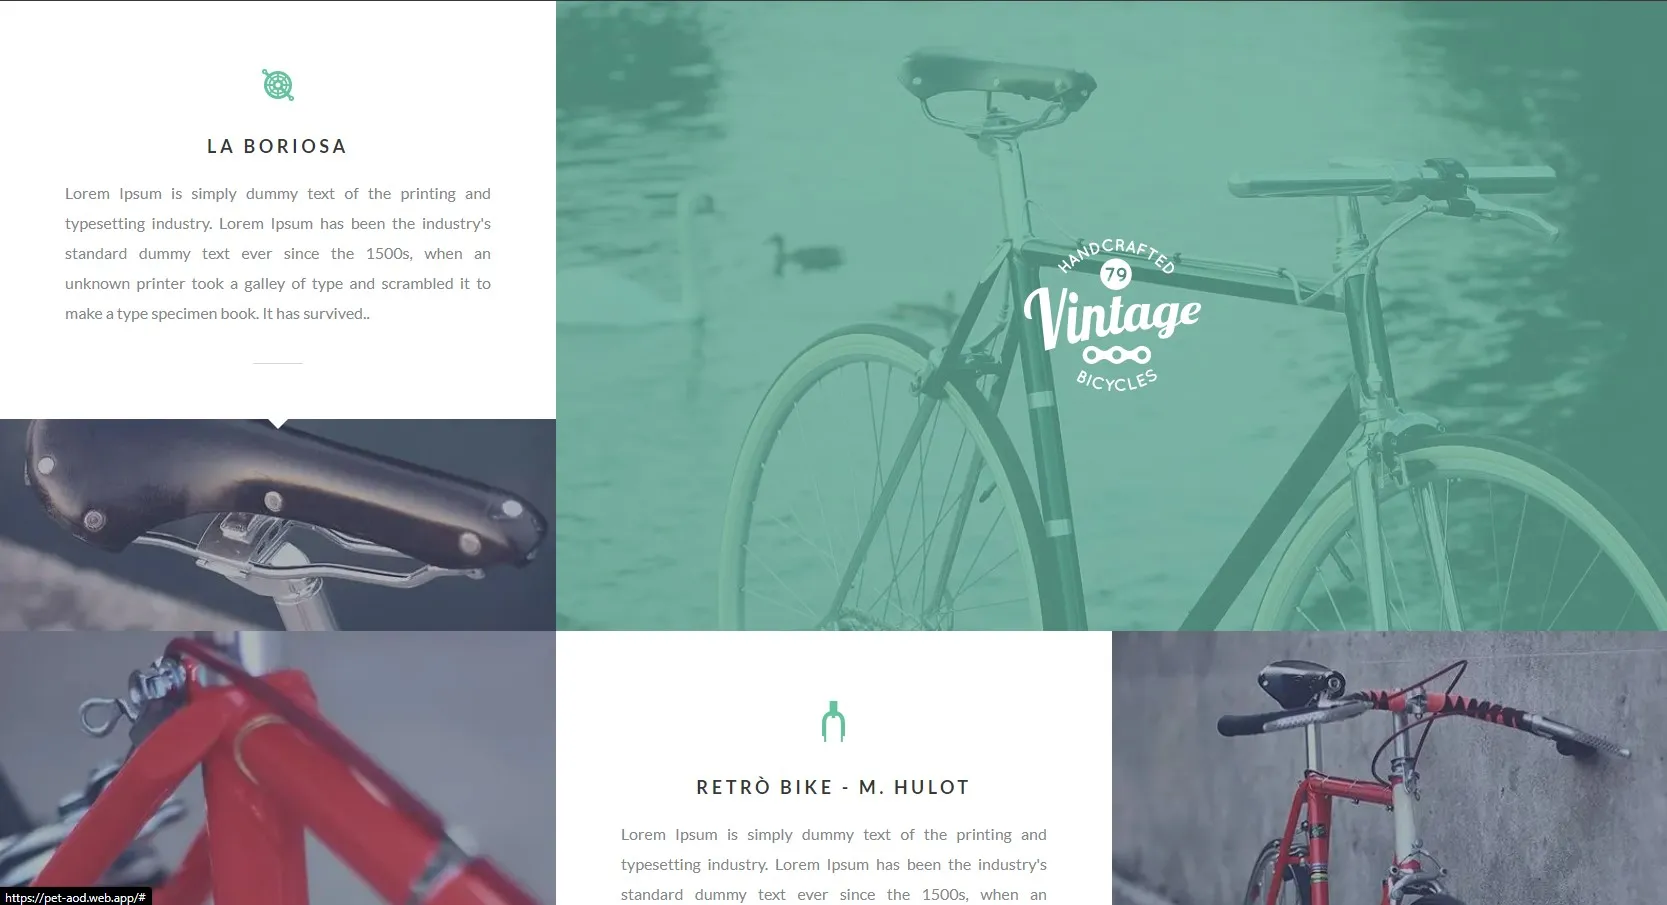 LA BORIOSA
Lorem Ipsum is simply dummy text of the printing and
typesetting industry. Lorem Ipsum has been the industry's
standard dummy text ever since the 1500s, when an
unknown printer took a galley of type and scrambled it to
make a type specimen book. It has survived..
HANDCRAFTED
79
Vintage
BICYCLES
RETRÒ BIKE - M. HULOT
Lorem Ipsum is simply dummy text of the printing and
typesetting industry. Lorem Ipsum has been the industry's
standard dummy text ever since the 1500s, when an
https://pet-aod.web.app/#